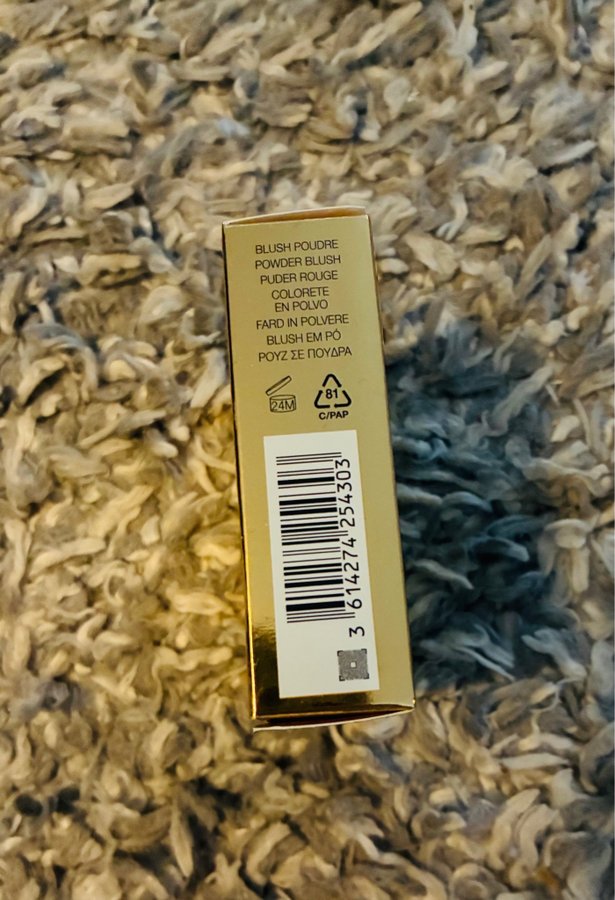 BLUSH POUDRE
POWDER BLUSH
PUDER ROUGE
COLORETE
EN POLVO
FARD IN POLVERE
BLUSH EM PÓ
ΡΟΥΖ ΣΕ ΠΟΥΔΡΑ
24M
81
C/PAP
3 614274 254303